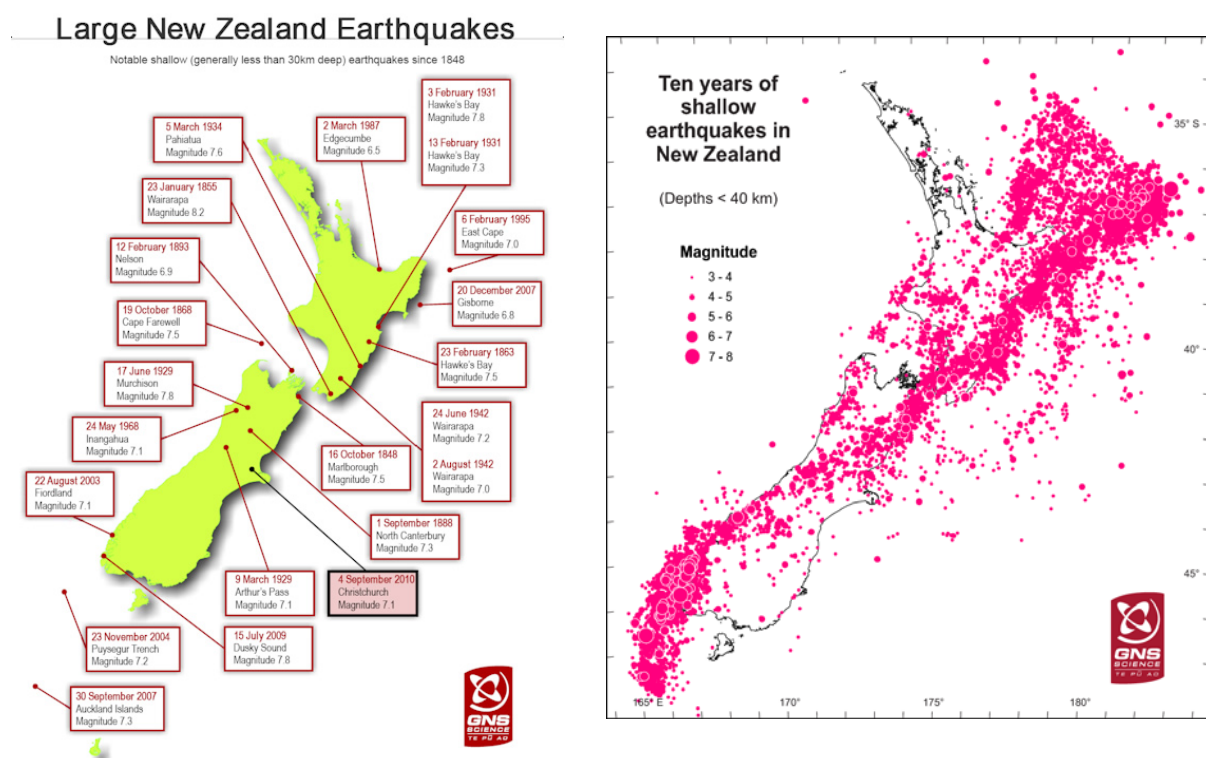 Large New Zealand Earthquakes
Notable shallow (generally less than 30km deep) earthquakes since 1848
3 February 1931
Hawke's Bay
Magnitude 7.8
13 February 1931
Hawke's Bay
Magnitude 7.3
5 March 1934
Pahiatua
Magnitude 7.6
2 March 1987
Edgecumbe
Magnitude 6.5
23 January 1855
Wairarapa
Magnitude 8.2
6 February 1995
East Cape
Magnitude 7.0
12 February 1893
Nelson
Magnitude 6.9
20 December 2007
Gisborne
Magnitude 6.8
19 October 1868
Cape Farewell
Magnitude 7.5
23 February 1863
Hawke's Bay
Magnitude 7.5
17 June 1929
Murchison
Magnitude 7.8
24 June 1942
Wairarapa
Magnitude 7.2
2 August 1942
Wairarapa
Magnitude 7.0
24 May 1968
Inangahua
Magnitude 7.1
16 October 1848
Marlborough
Magnitude 7.5
22 August 2003
Fiordland
Magnitude 7.1
1 September 1888
North Canterbury
Magnitude 7.3
9 March 1929
Arthur's Pass
Magnitude 7.1
4 September 2010
Christchurch
Magnitude 7.1
23 November 2004
Puysegur Trench
Magnitude 7.2
15 July 2009
Dusky Sound
Magnitude 7.8
30 September 2007
Auckland Islands
Magnitude 7.3
GNS
SCIENCE
TE PŪ AO
Ten years of
shallow
earthquakes in
New Zealand
(Depths < 40 km)
Magnitude
3 - 4
4 - 5
5 - 6
6 - 7
7 - 8
35° S
40°
45°
165° E
170°
175°
180°
GNS
SCIENCE
TE PŪ AO